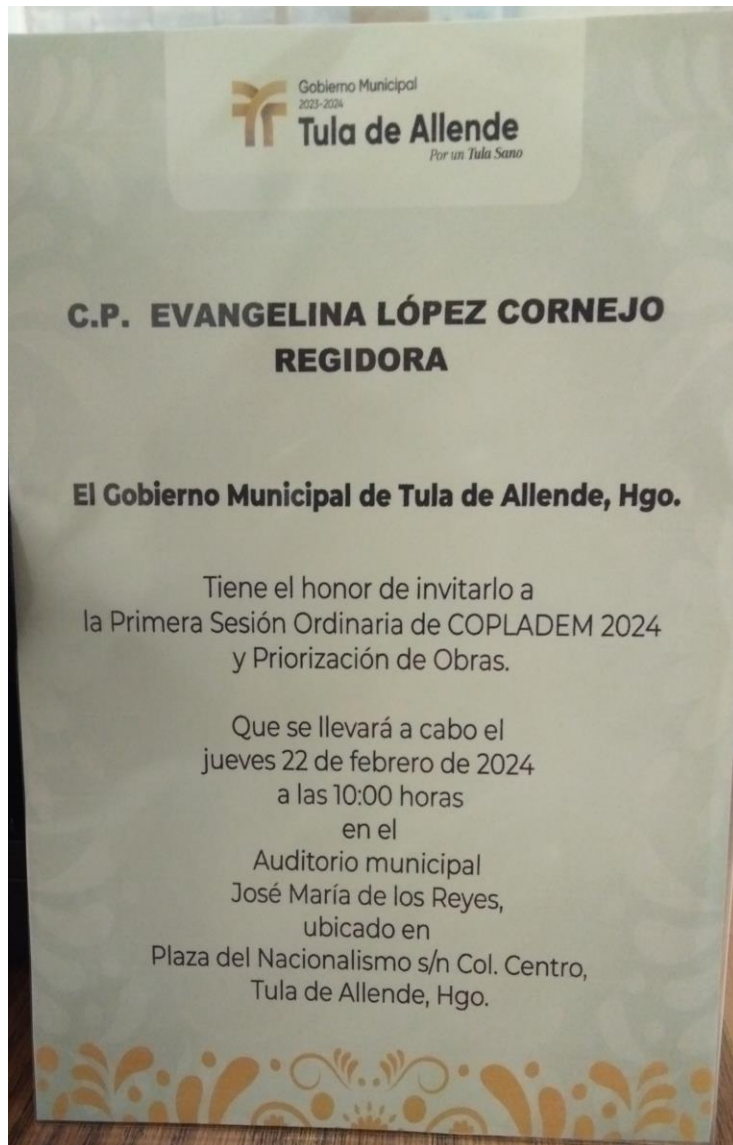 Gobierno Municipal
2023-2024
Tula de Allende
Por un Tula Sano
C.P. EVANGELINA LÓPEZ CORNEJO
REGIDORA
El Gobierno Municipal de Tula de Allende, Hgo.
Tiene el honor de invitarlo a
la Primera Sesión Ordinaria de COPLADEM 2024
y Priorización de Obras.
Que se llevará a cabo el
jueves 22 de febrero de 2024
a las 10:00 horas
en el
Auditorio municipal
José María de los Reyes,
ubicado en
Plaza del Nacionalismo s/n Col. Centro,
Tula de Allende, Hgo.